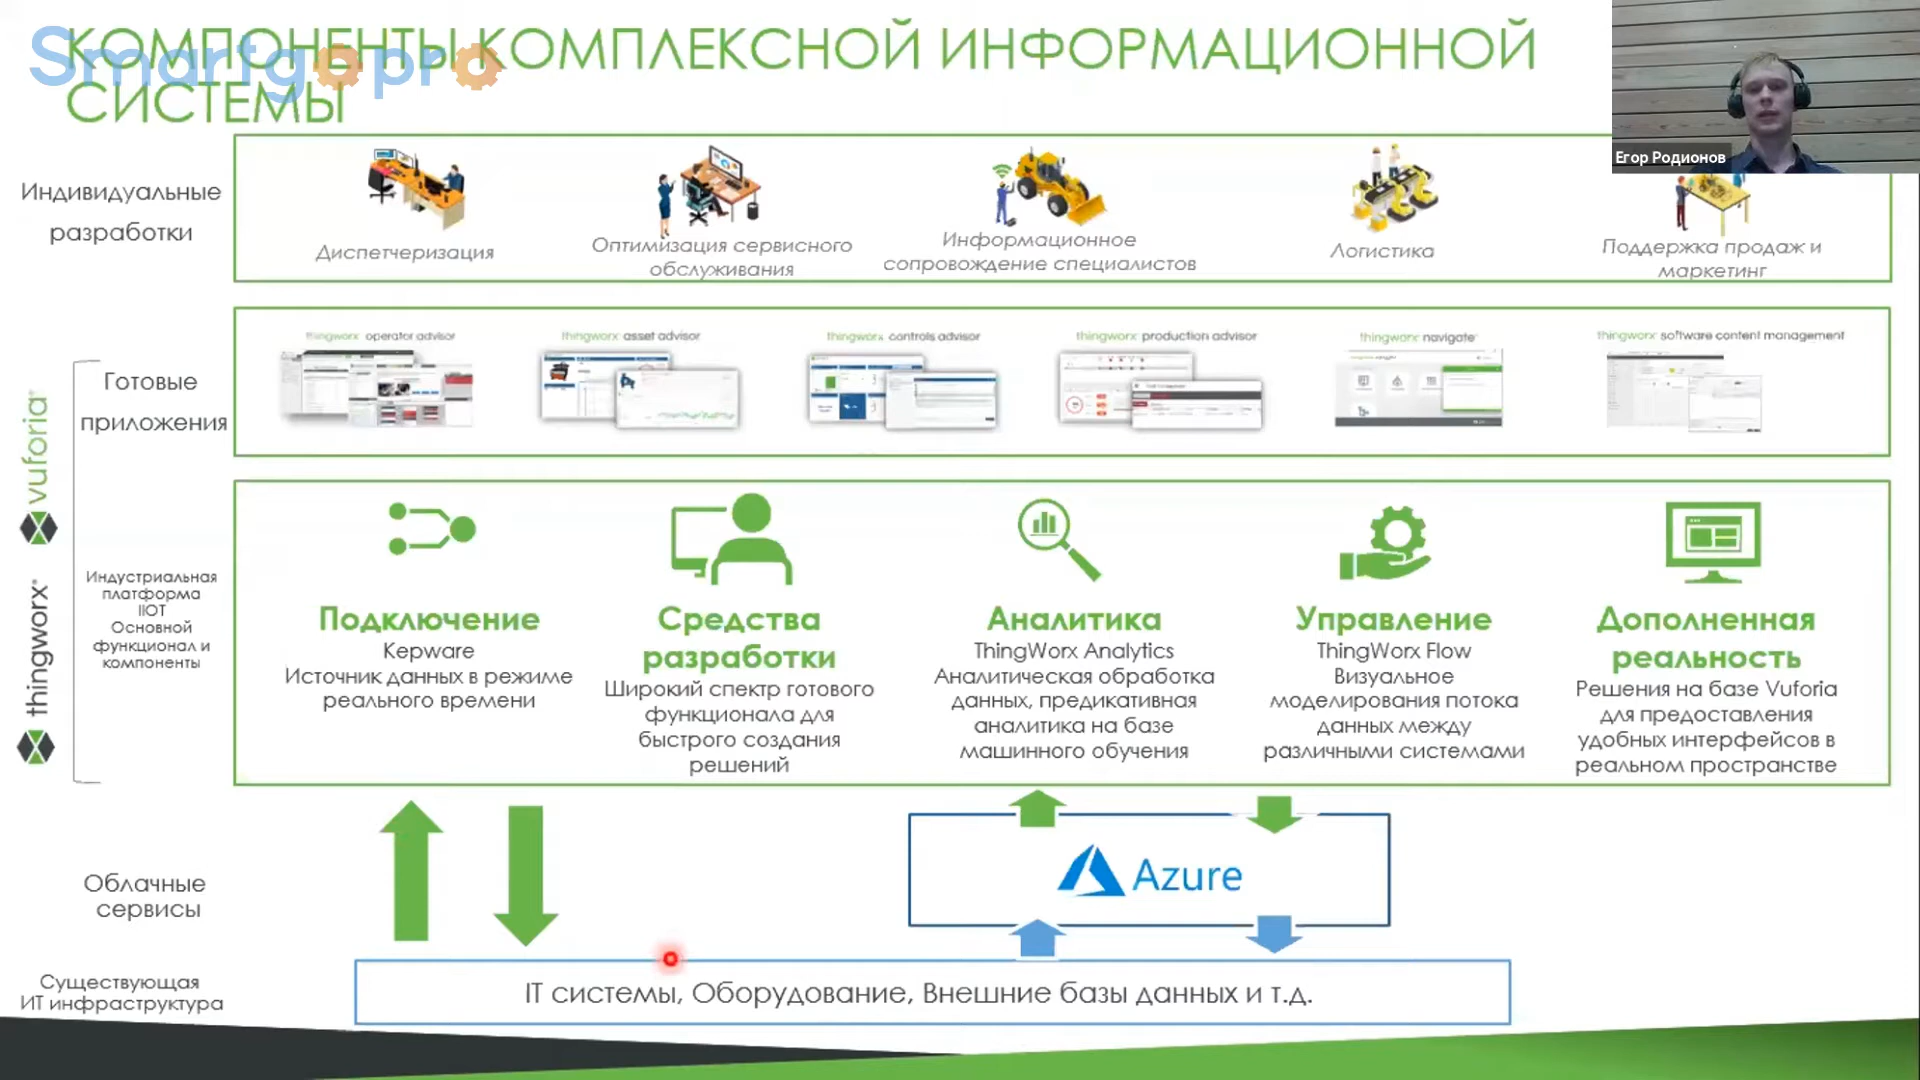 КОМПОНЕНТЫ КОМПЛЕКСНОЙ ИНФОРМАЦИОННОЙ
СИСТЕМЫ
Smartgopro
Егор Родионов
Индивидуальные
разработки
Диспетчеризация
Оптимизация сервисного
обслуживания
Информационное
сопровождение специалистов
Логистика
Поддержка продаж и
маркетинг
Готовые
приложения
thingworx operator advisor
thingworx asset advisor
thingworx controls advisor
thingworx production advisor
thingworx navigate
thingworx software content management
vuforia
thingworx
Индустриальная
платформа
IIOT
Основной
функционал и
компоненты
Подключение
Kepware
Источник данных в режиме
реального времени
Средства
разработки
Широкий спектр готового
функционала для
быстрого создания
решений
Аналитика
ThingWorx Analytics
Аналитическая обработка
данных, предикативная
аналитика на базе
машинного обучения
Управление
ThingWorx Flow
Визуальное
моделирования потока
данных между
различными системами
Дополненная
реальность
Решения на базе Vuforia
для предоставления
удобных интерфейсов в
реальном пространстве
Облачные
сервисы
Azure
Существующая
ИТ инфраструктура
IT системы, Оборудование, Внешние базы данных и т.д.